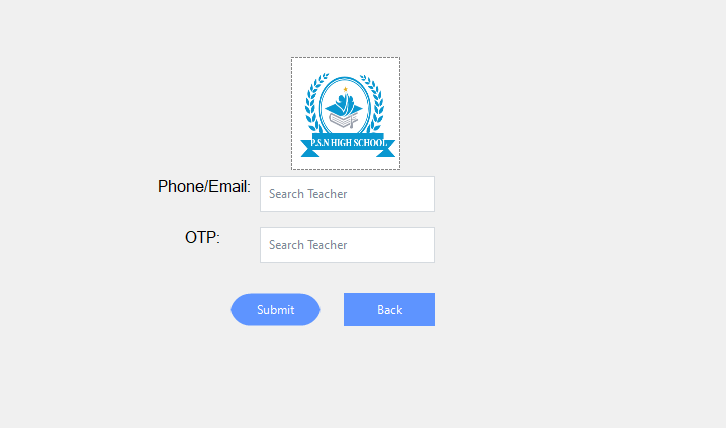 P.S.N HIGH SCHOOL
Phone/Email: Search Teacher
OTP: Search Teacher
Submit Back